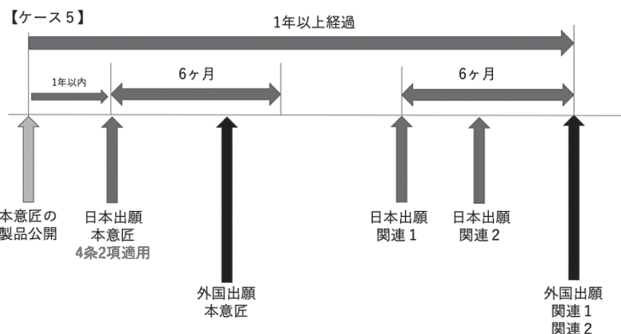 【ケース５】
1年以上経過
1年以内
6ヶ月
6ヶ月
本意匠の
製品公開
日本出願
本意匠
4条2項適用
外国出願
本意匠
日本出願
関連１
日本出願
関連２
外国出願
関連１
関連２